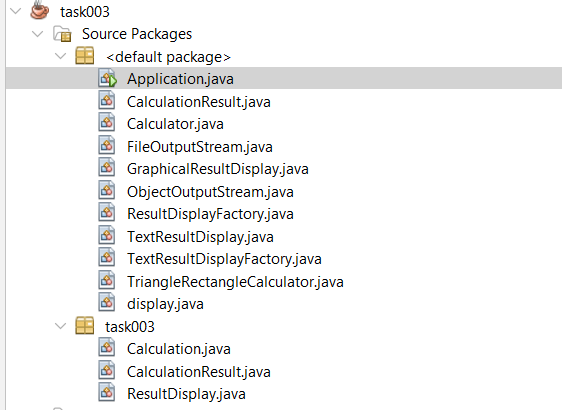 task003
Source Packages
<default package>
Application.java
CalculationResult.java
Calculator.java
FileOutputStream.java
GraphicalResultDisplay.java
ObjectOutputStream.java
ResultDisplayFactory.java
TextResultDisplay.java
TextResultDisplayFactory.java
TriangleRectangleCalculator.java
display.java
task003
Calculation.java
CalculationResult.java
ResultDisplay.java